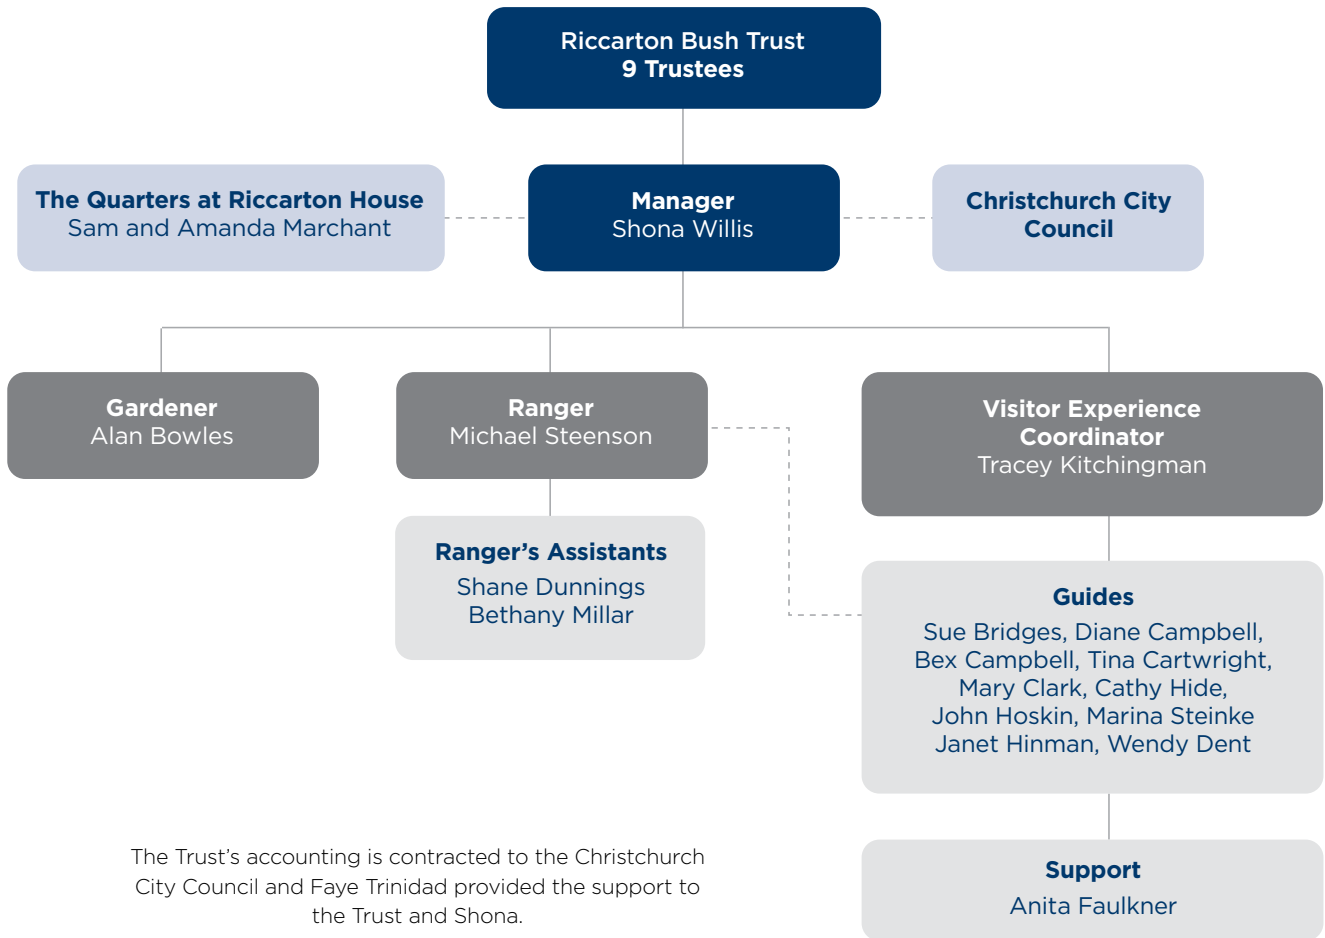 Riccarton Bush Trust
9 Trustees
The Quarters at Riccarton House
Sam and Amanda Marchant
Manager
Shona Willis
Christchurch City
Council
Gardener
Alan Bowles
Ranger
Michael Steenson
Visitor Experience
Coordinator
Tracey Kitchingman
Ranger’s Assistants
Shane Dunnings
Bethany Millar
Guides
Sue Bridges, Diane Campbell,
Bex Campbell, Tina Cartwright,
Mary Clark, Cathy Hide,
John Hoskin, Marina Steinke
Janet Hinman, Wendy Dent
The Trust’s accounting is contracted to the Christchurch
City Council and Faye Trinidad provided the support to
the Trust and Shona.
Support
Anita Faulkner